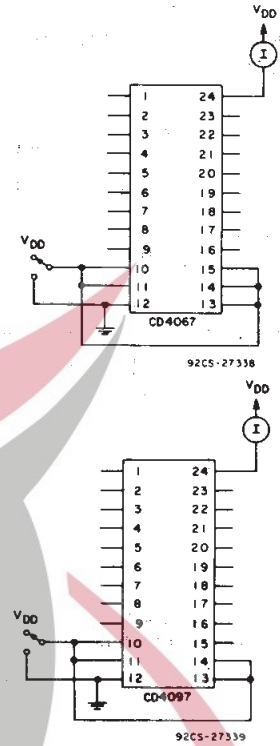 VDD
I
1 24
2 23
3 22
4 21
5 20
6 19
7 18
8 17
9 16
VDD
10 15
11 14
12 13
CD4067
92CS-27338
VDD
I
1 24
2 23
3 22
4 21
5 20
6 19
7 18
8 17
9 16
VDD
10 15
11 14
12 13
CD4097
92CS-27339